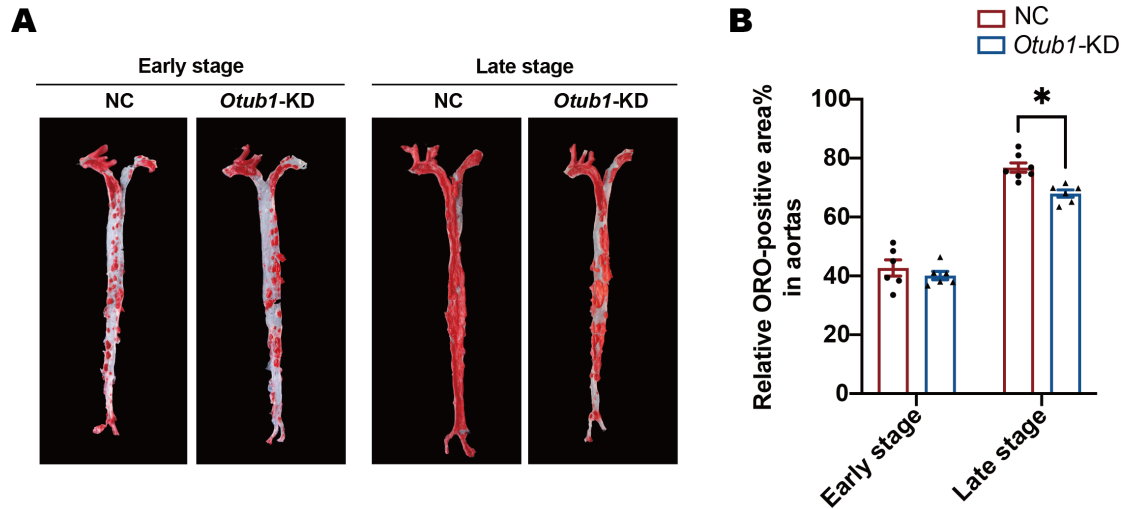 A
Early stage
Late stage
NC
Otub1-KD
NC
Otub1-KD
B
NC
Otub1-KD
Relative ORO-positive area%
in aortas
100
80
60
40
20
0
*
Early stage
Late stage